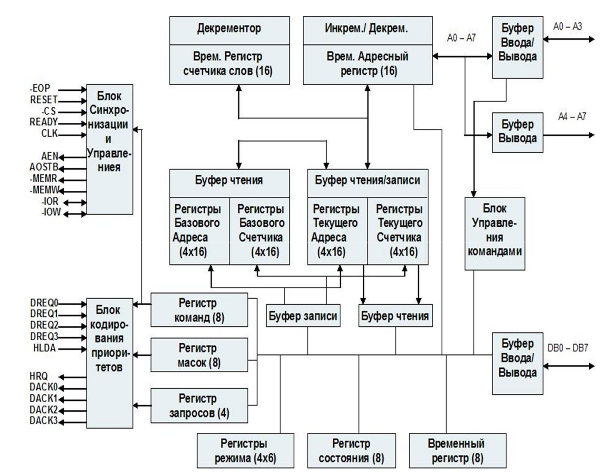 Декрементор
Врем. Регистр
счетчика слов (16)
Инкрем./ Декрем.
Врем. Адресный
регистр (16)
A0 – A7
Буфер
Ввода/
Вывода
A0 – A3
Буфер
Вывода
A4 – A7
-EOP
RESET
-CS
READY
CLK
AEN
AOSTB
-MEMR
-MEMW
-IOR
-IOW
Блок
Синхро-
низации
и
Управле-
ниея
Буфер чтения
Регистры
Базового
Адреса
(4x16)
Регистры
Базового
Счетчика
(4x16)
Буфер чтения/записи
Регистры
Текущего
Адреса
(4x16)
Регистры
Текущего
Счетчика
(4x16)
Блок
Управле-
ния
командами
DREQ0
DREQ1
DREQ2
DREQ3
HLDA
HRQ
DACK0
DACK1
DACK2
DACK3
Блок
кодиро-
вания
приори-
тетов
Регистр
команд (8)
Регистр
масок (8)
Регистр
запросов (4)
Буфер записи
Буфер чтения
Буфер
Ввода/
Вывода
DB0 – DB7
Регистры
режима (4x6)
Регистр
состояния (8)
Временный
регистр (8)